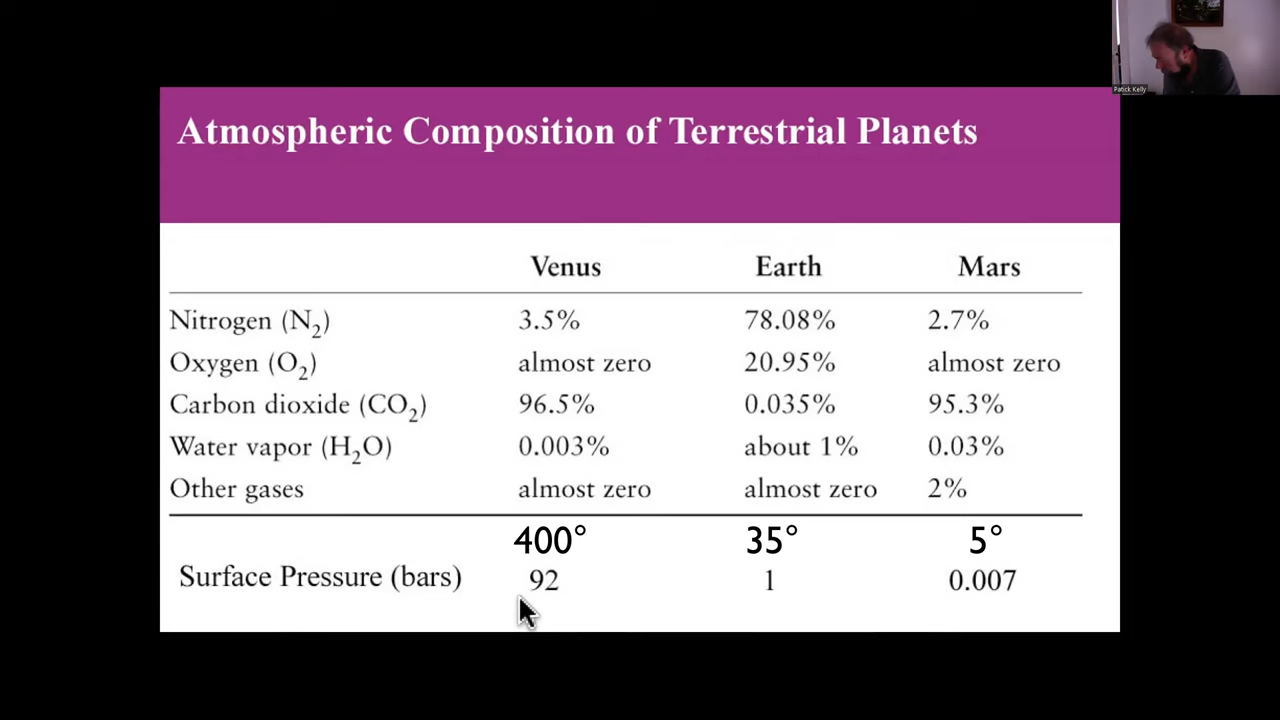 Patick Kelly
Atmospheric Composition of Terrestrial Planets
Venus Earth Mars
Nitrogen (N₂) 3.5% 78.08% 2.7%
Oxygen (O₂) almost zero 20.95% almost zero
Carbon dioxide (CO₂) 96.5% 0.035% 95.3%
Water vapor (H₂O) 0.003% about 1% 0.03%
Other gases almost zero almost zero 2%
400° 35° 5°
Surface Pressure (bars) 92 1 0.007